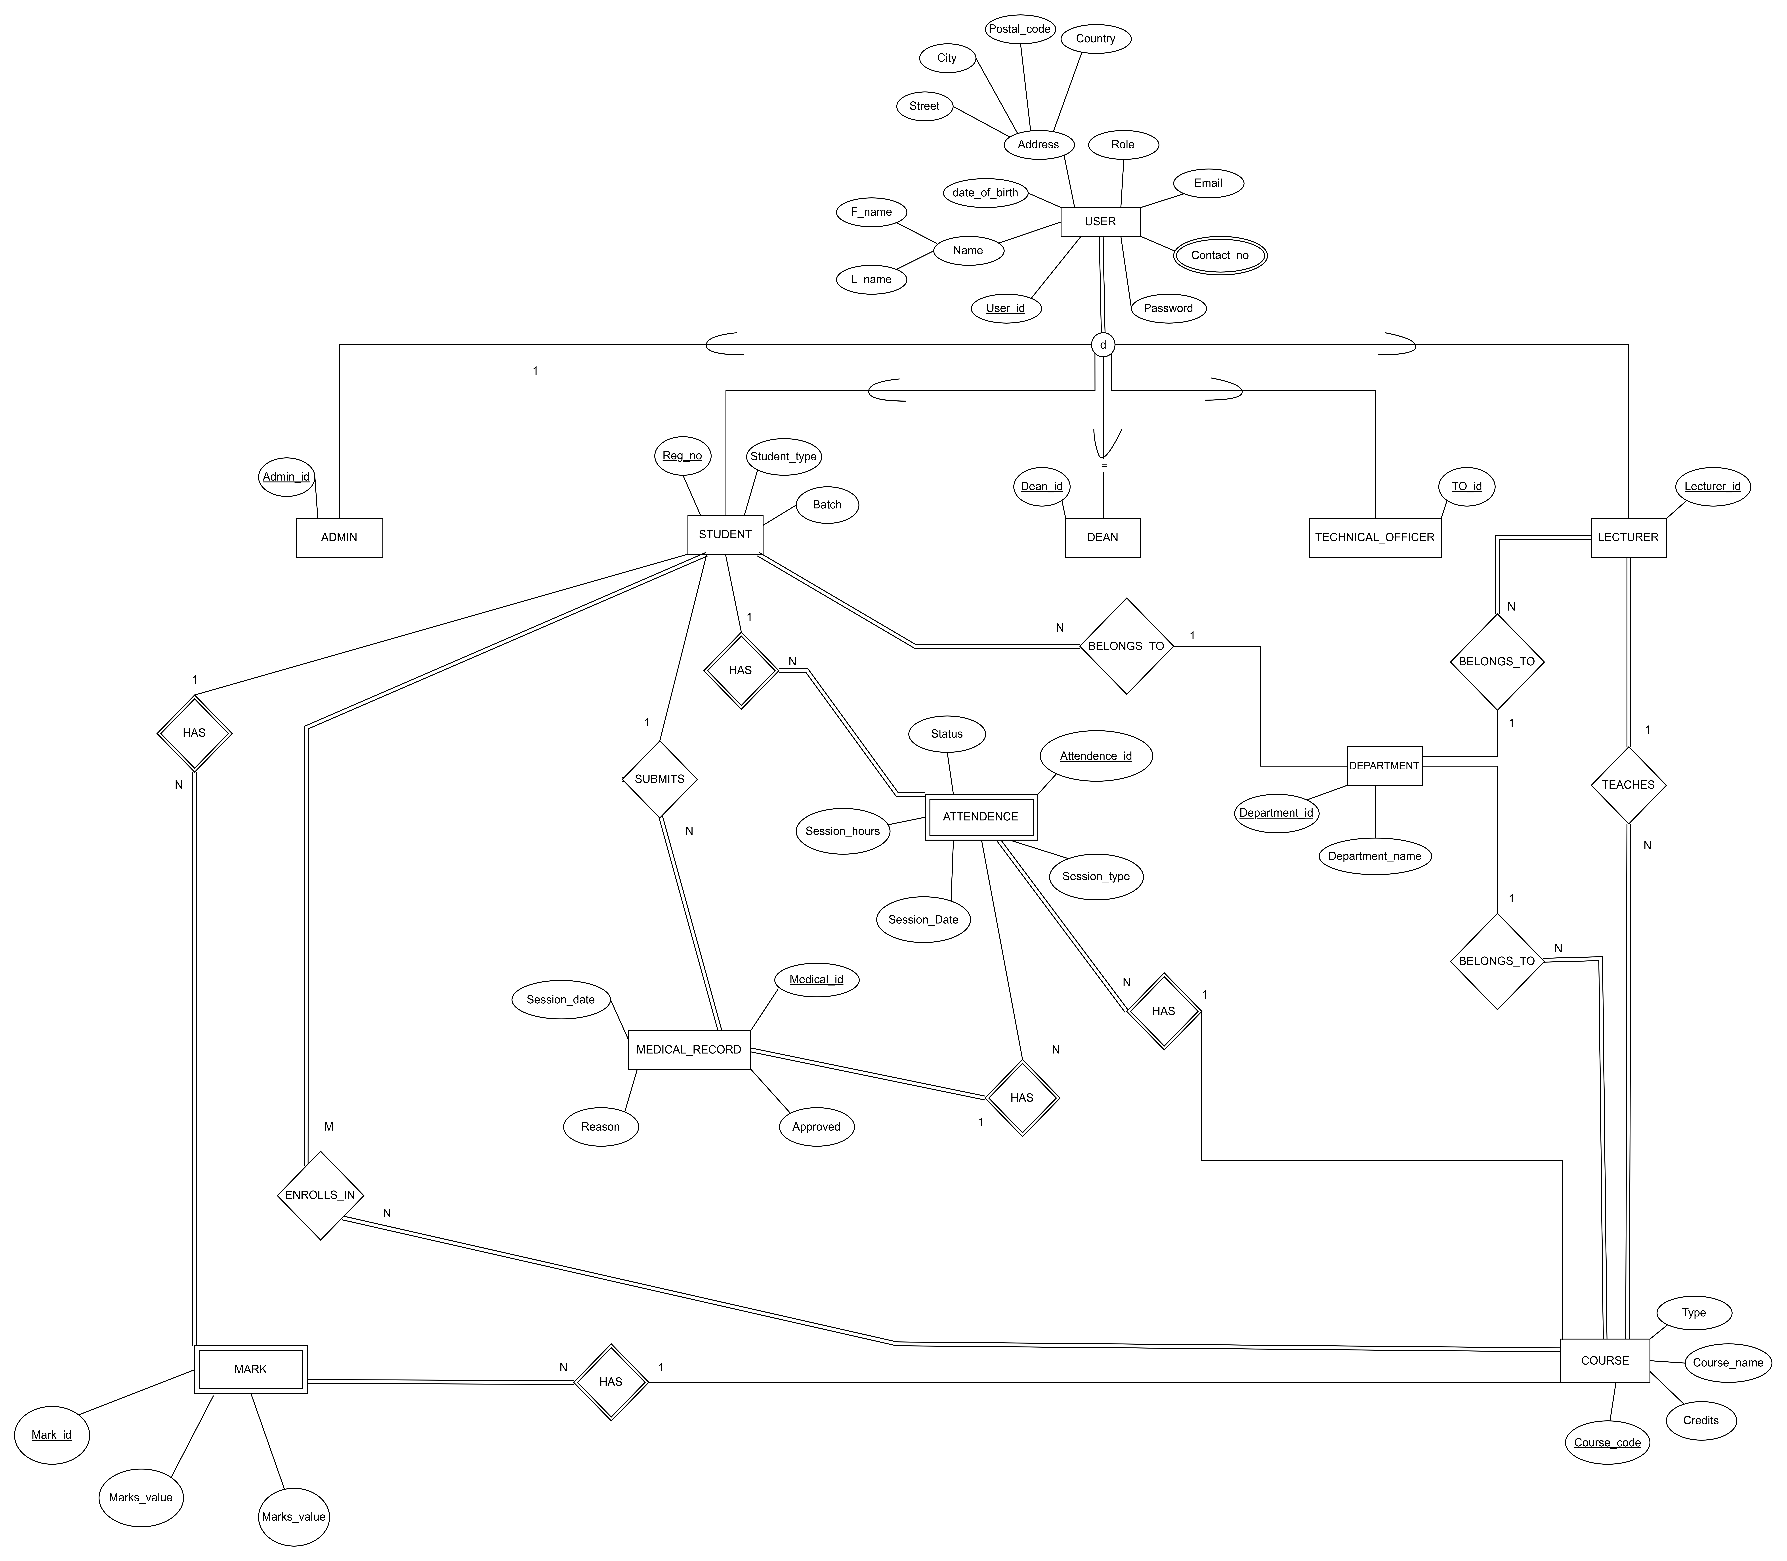 Postal_code
Country
City
Street
Address
Role
date_of_birth
Email
F_name
USER
Name
Contact_no
L_name
User_id
Password
d
1
Reg_no
Student_type
=
Admin_id
Dean_id
TO_id
Lecturer_id
Batch
ADMIN
STUDENT
DEAN
TECHNICAL_OFFICER
LECTURER
1
N
1
N
BELONGS_TO
1
HAS
N
BELONGS_TO
1
1
1
1
HAS
Status
Attendence_id
DEPARTMENT
N
SUBMITS
TEACHES
N
Session_hours
ATTENDENCE
Department_id
N
Department_name
Session_type
1
Session_Date
N
BELONGS_TO
Medical_id
N
1
Session_date
HAS
MEDICAL_RECORD
N
HAS
1
M
Reason
Approved
ENROLLS_IN
N
Type
MARK
N
1
COURSE
Course_name
HAS
Credits
Mark_id
Course_code
Marks_value
Marks_value